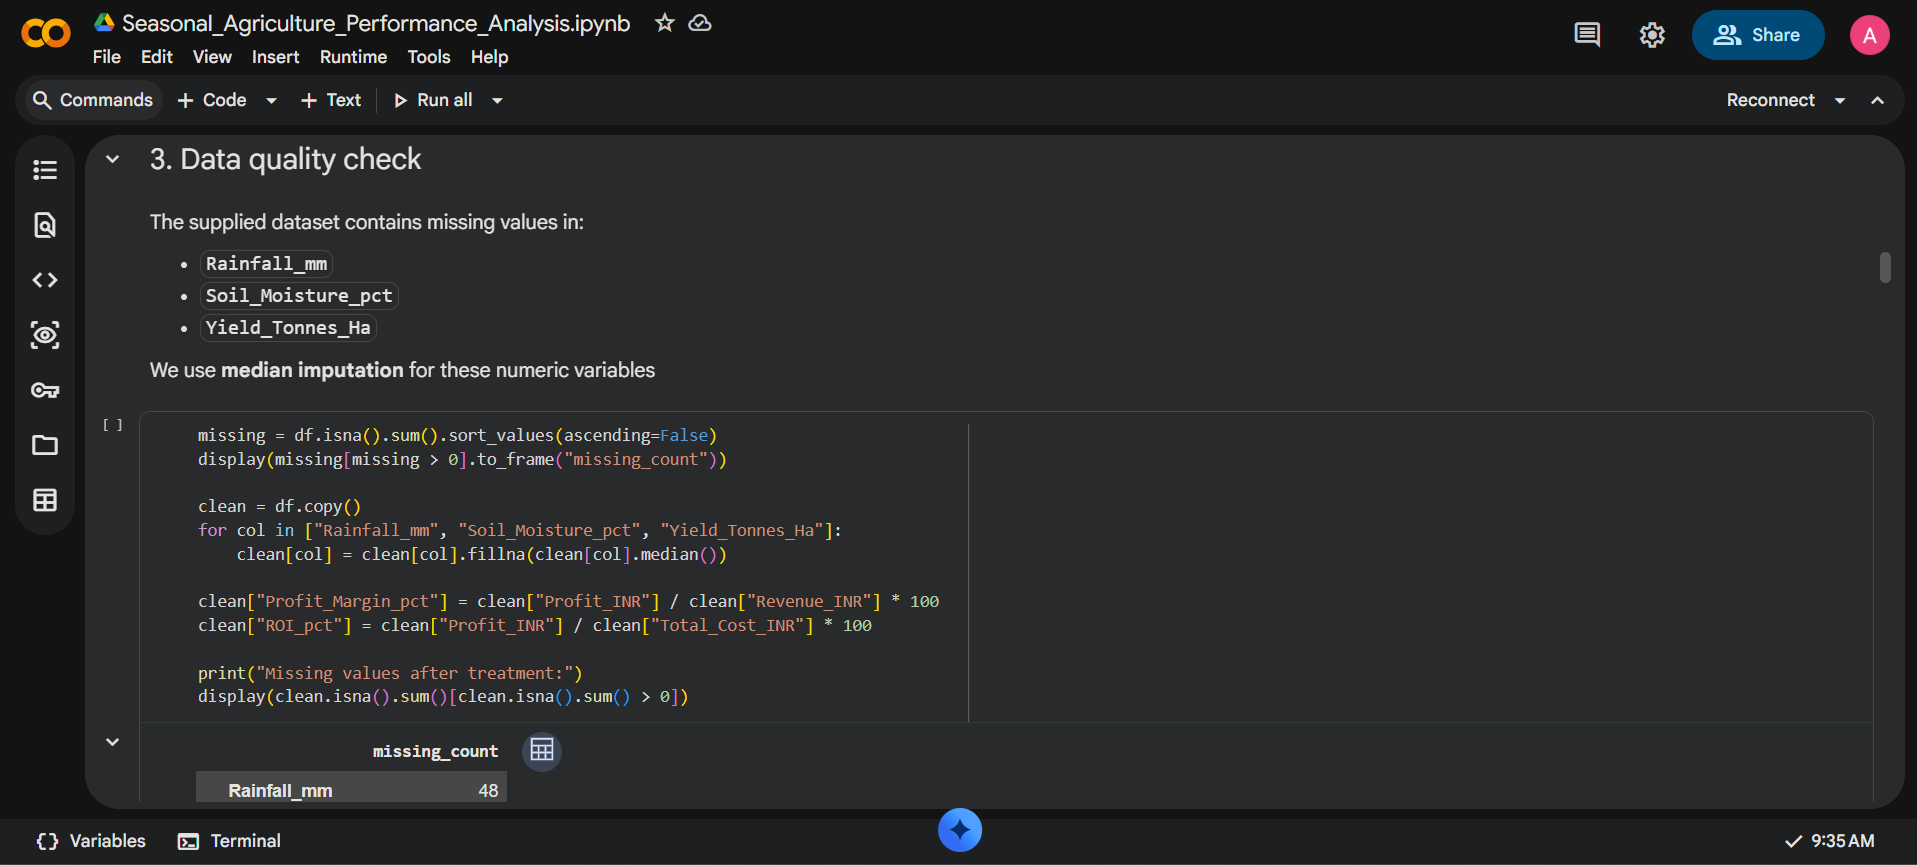 Seasonal_Agriculture_Performance_Analysis.ipynb
File Edit View Insert Runtime Tools Help
Share
A
Commands + Code + Text Run all
Reconnect
3. Data quality check
The supplied dataset contains missing values in:
• Rainfall_mm
• Soil_Moisture_pct
• Yield_Tonnes_Ha
We use median imputation for these numeric variables
[ ]
missing = df.isna().sum().sort_values(ascending=False)
display(missing[missing > 0].to_frame("missing_count"))
clean = df.copy()
for col in ["Rainfall_mm", "Soil_Moisture_pct", "Yield_Tonnes_Ha"]:
    clean[col] = clean[col].fillna(clean[col].median())
clean["Profit_Margin_pct"] = clean["Profit_INR"] / clean["Revenue_INR"] * 100
clean["ROI_pct"] = clean["Profit_INR"] / clean["Total_Cost_INR"] * 100
print("Missing values after treatment:")
display(clean.isna().sum()[clean.isna().sum() > 0])
missing_count
Rainfall_mm 48
{} Variables Terminal
9:35 AM